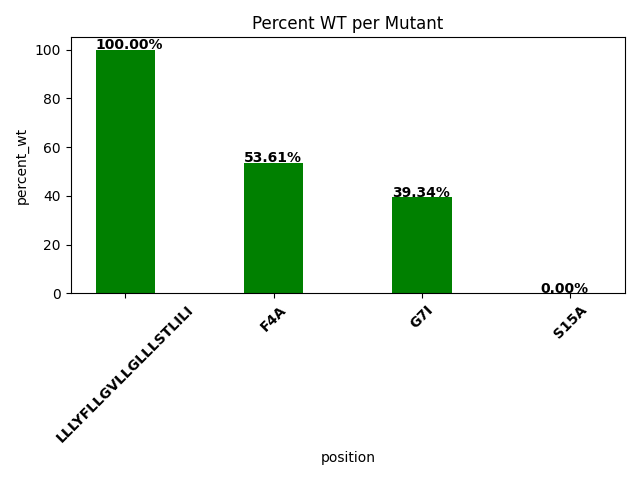 Percent WT per Mutant
percent_wt
100
80
60
40
20
0
100.00%
53.61%
39.34%
0.00%
LLLYFLLGVLLGLLLSTLILI
F4A
G7I
S15A
position